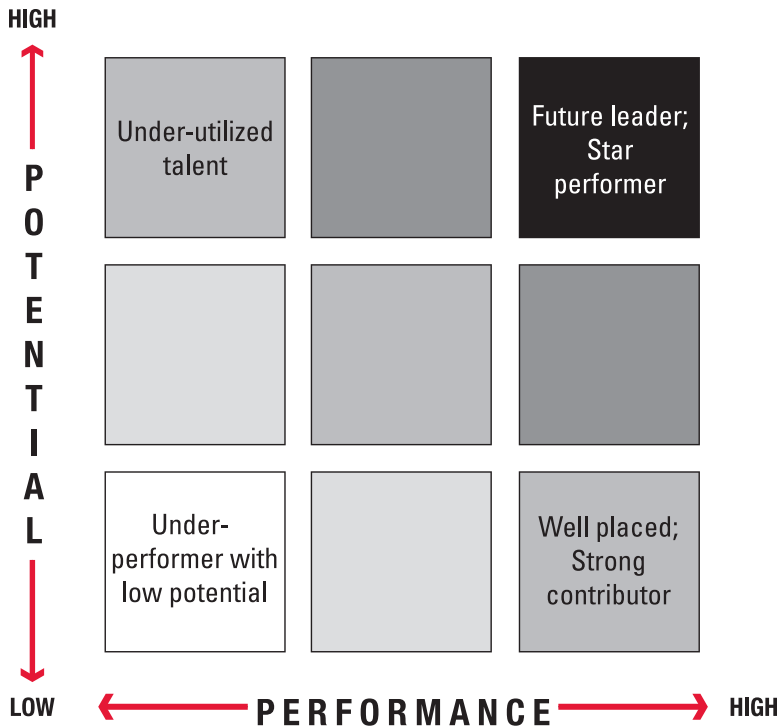 HIGH
Under-utilized
talent
Future leader;
Star
performer
POTENTIAL
Under-
performer with
low potential
Well placed;
Strong
contributor
LOW
PERFORMANCE
HIGH